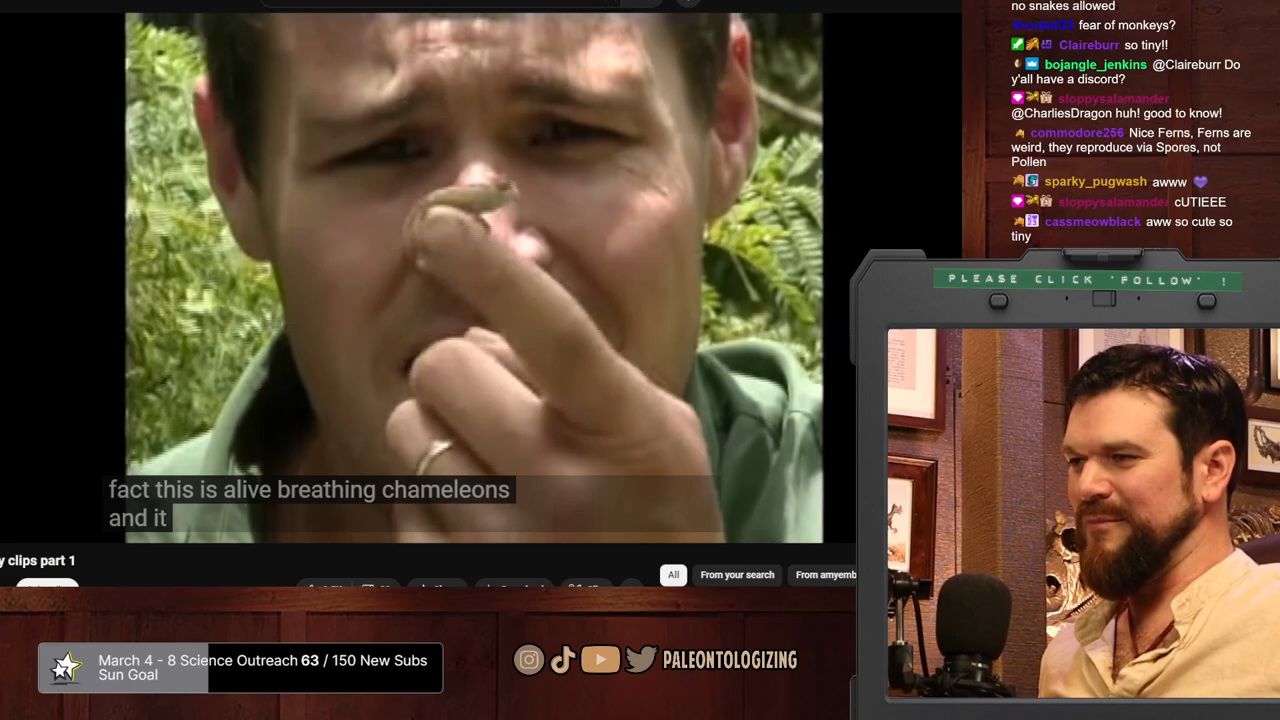 no snakes allowed
fear of monkeys?
Claireburr so tiny!!
bojangle_jenkins @Claireburr Do
y'all have a discord?
sloppysalamander
@CharliesDragon huh! good to know!
commodore256 Nice Ferns, Ferns are
weird, they reproduce via Spores, not
Pollen
sparky_pugwash awww
sloppysalamander cUTIEEE
cassmeowblack aww so cute so
tiny
PLEASE CLICK 'FOLLOW' !
fact this is alive breathing chameleons
and it
y clips part 1
All
From your search
From amyemb
March 4 - 8 Science Outreach 63 / 150 New Subs
Sun Goal
PALEONTOLOGIZING